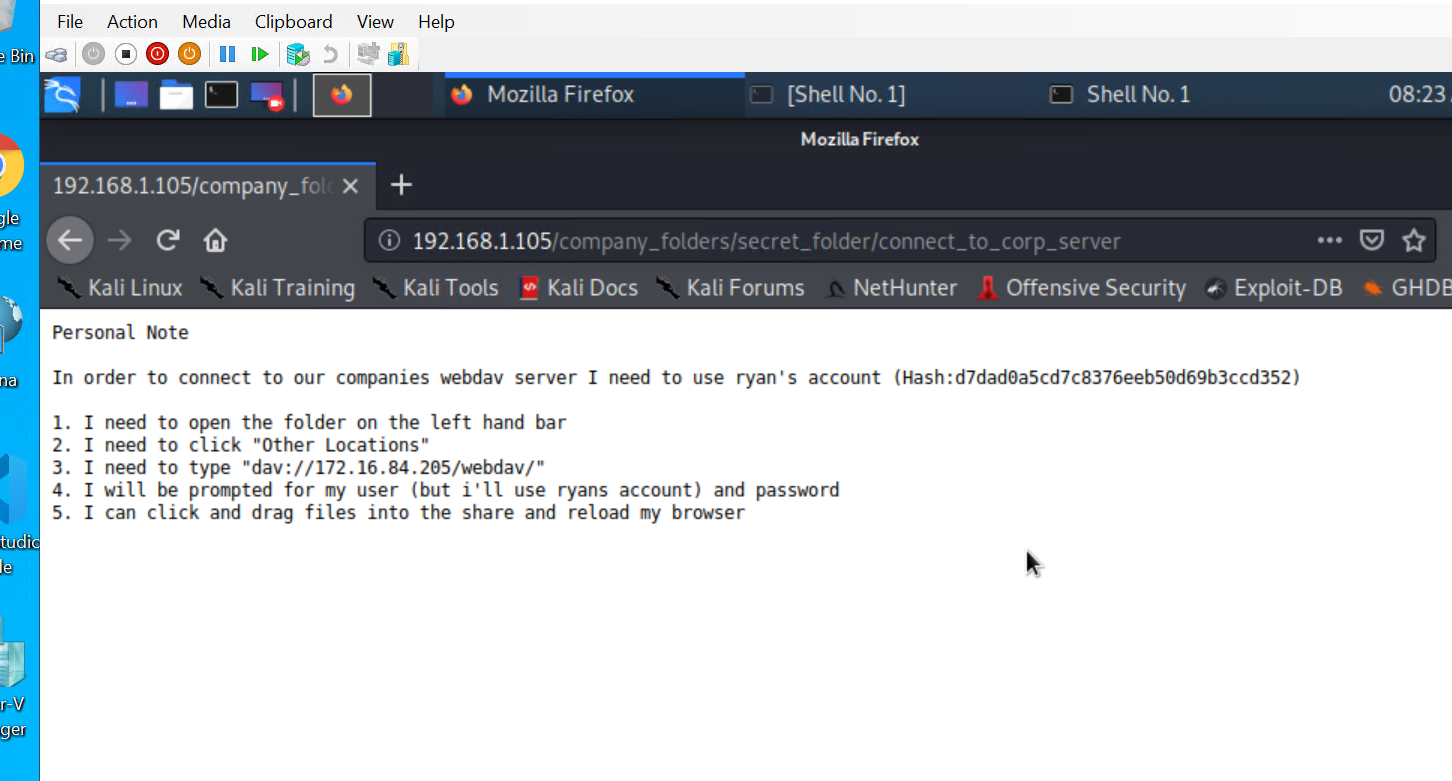 File Action Media Clipboard View Help
e Bin
Mozilla Firefox [Shell No. 1] Shell No. 1 08:23
Mozilla Firefox
192.168.1.105/company_fold
gle
me
192.168.1.105/company_folders/secret_folder/connect_to_corp_server
Kali Linux Kali Training Kali Tools Kali Docs Kali Forums NetHunter Offensive Security Exploit-DB GHDB
Personal Note
In order to connect to our companies webdav server I need to use ryan's account (Hash:d7dad0a5cd7c8376eeb50d69b3ccd352)
na
1. I need to open the folder on the left hand bar
2. I need to click "Other Locations"
3. I need to type "dav://172.16.84.205/webdav/"
4. I will be prompted for my user (but i'll use ryans account) and password
5. I can click and drag files into the share and reload my browser
tudio
le
r-V
ger